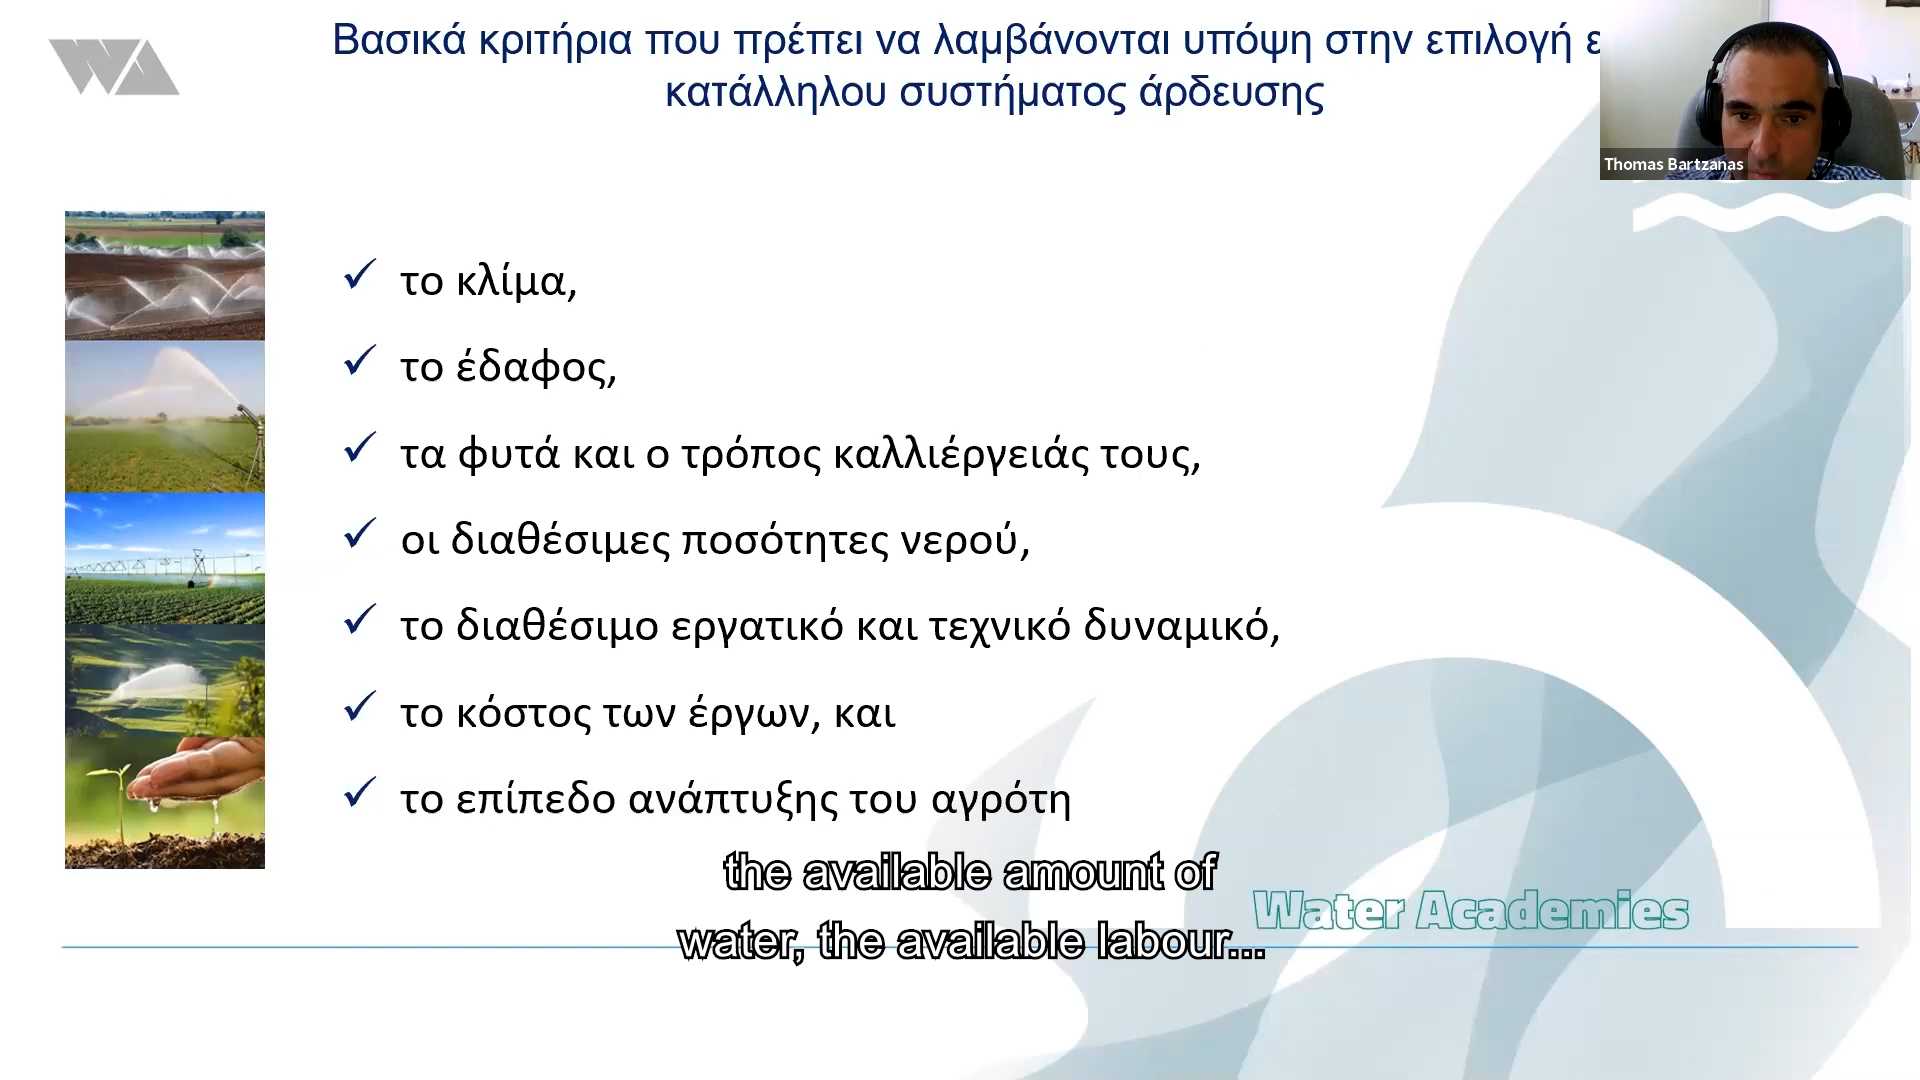 Βασικά κριτήρια που πρέπει να λαμβάνονται υπόψη στην επιλογή
κατάλληλου συστήματος άρδευσης
Thomas Bartzanas
το κλίμα,
το έδαφος,
τα φυτά και ο τρόπος καλλιέργειάς τους,
οι διαθέσιμες ποσότητες νερού,
το διαθέσιμο εργατικό και τεχνικό δυναμικό,
το κόστος των έργων, και
το επίπεδο ανάπτυξης του αγρότη
the available amount of
water, the available labour...
Water Academies